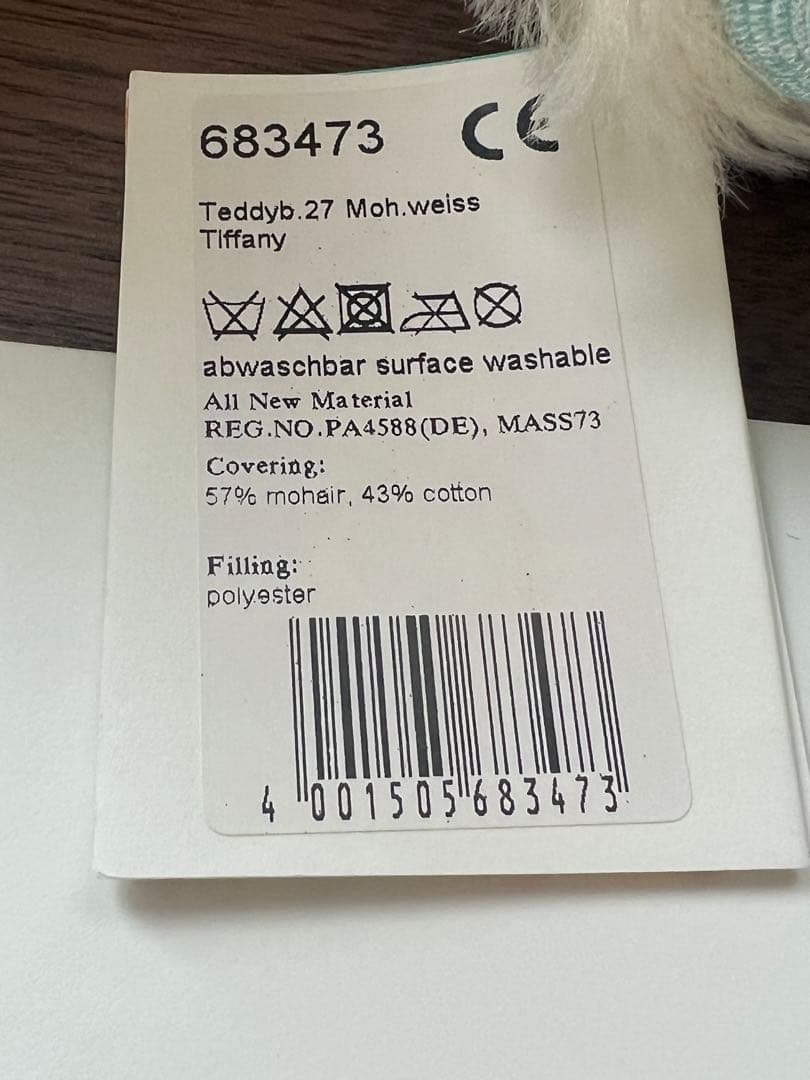 683473 CE
Teddyb.27 Moh.weiss
Tiffany
abwaschbar surface washable
All New Material
REG.NO.PA4588(DE), MASS73
Covering:
57% mohair, 43% cotton
Filling:
polyester
4 001505 683473